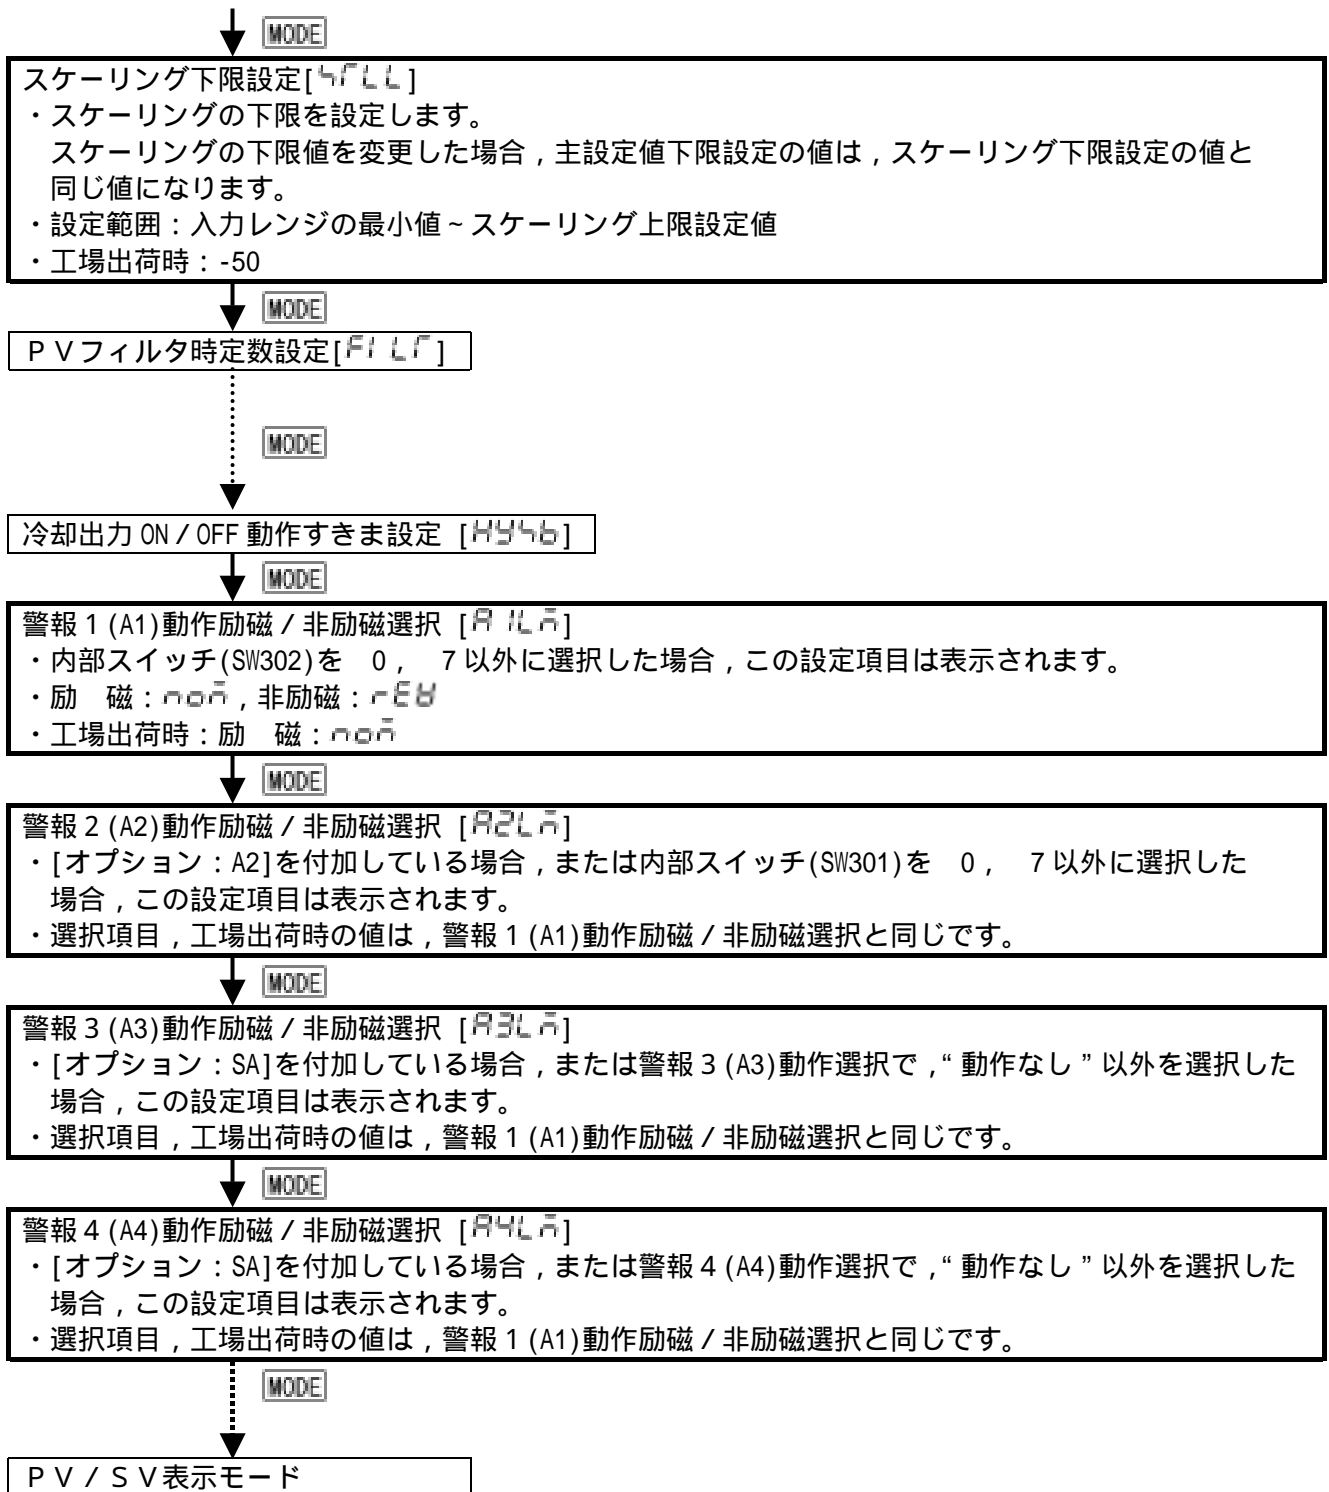 MODE
スケーリング下限設定[ㄣ「LL]
・スケーリングの下限を設定します。
スケーリングの下限値を変更した場合，主設定値下限設定の値は，スケーリング下限設定の値と
同じ値になります。
・設定範囲：入力レンジの最小値～スケーリング上限設定値
・工場出荷時：-50
MODE
ＰＶフィルタ時定数設定[FILΓ]
MODE
冷却出力 ON／OFF 動作すきま設定 [HYSb]
MODE
警報１(A1)動作励磁／非励磁選択 [A1Lm]
・内部スイッチ(SW302)を　0，　７以外に選択した場合，この設定項目は表示されます。
・励　磁：nom，非励磁：rEV
・工場出荷時：励　磁：nom
MODE
警報２(A2)動作励磁／非励磁選択 [A2Lm]
・[オプション：A2]を付加している場合，または内部スイッチ(SW301)を　0，　７以外に選択した
場合，この設定項目は表示されます。
・選択項目，工場出荷時の値は，警報１(A1)動作励磁／非励磁選択と同じです。
MODE
警報３(A3)動作励磁／非励磁選択 [A3Lm]
・[オプション：SA]を付加している場合，または警報３(A3)動作選択で，“動作なし”以外を選択した
場合，この設定項目は表示されます。
・選択項目，工場出荷時の値は，警報１(A1)動作励磁／非励磁選択と同じです。
MODE
警報４(A4)動作励磁／非励磁選択 [A4Lm]
・[オプション：SA]を付加している場合，または警報４(A4)動作選択で，“動作なし”以外を選択した
場合，この設定項目は表示されます。
・選択項目，工場出荷時の値は，警報１(A1)動作励磁／非励磁選択と同じです。
MODE
ＰＶ／ＳＶ表示モード